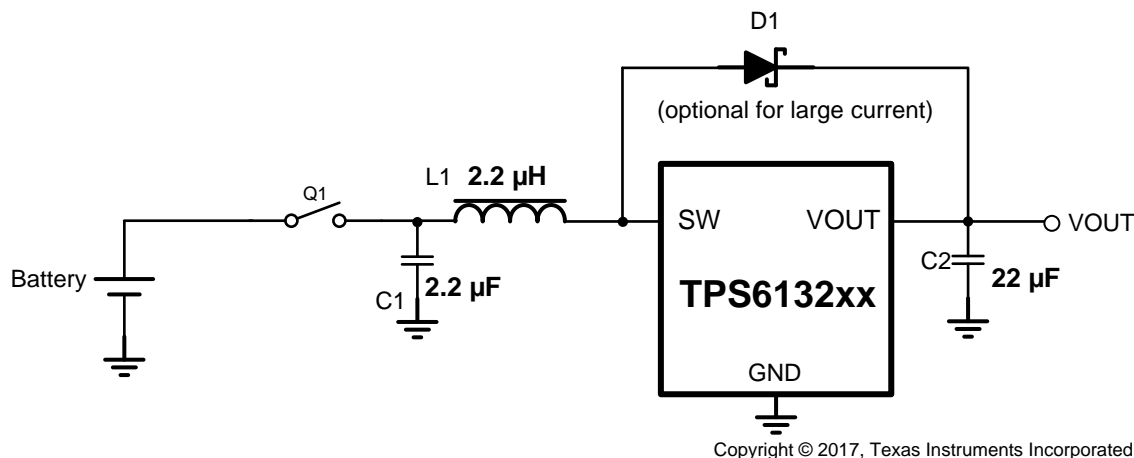 D1
(optional for large current)
Q1
L1 2.2 µH
SW
VOUT
VOUT
Battery
C1
2.2 µF
TPS6132xx
C2
22 µF
GND
Copyright © 2017, Texas Instruments Incorporated